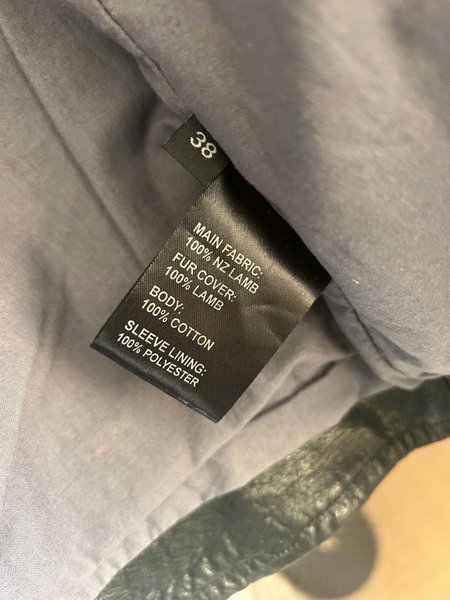 38
MAIN FABRIC:
100% NZ LAMB
FUR COVER:
100% LAMB
BODY:
100% COTTON
SLEEVE LINING:
100% POLYESTER